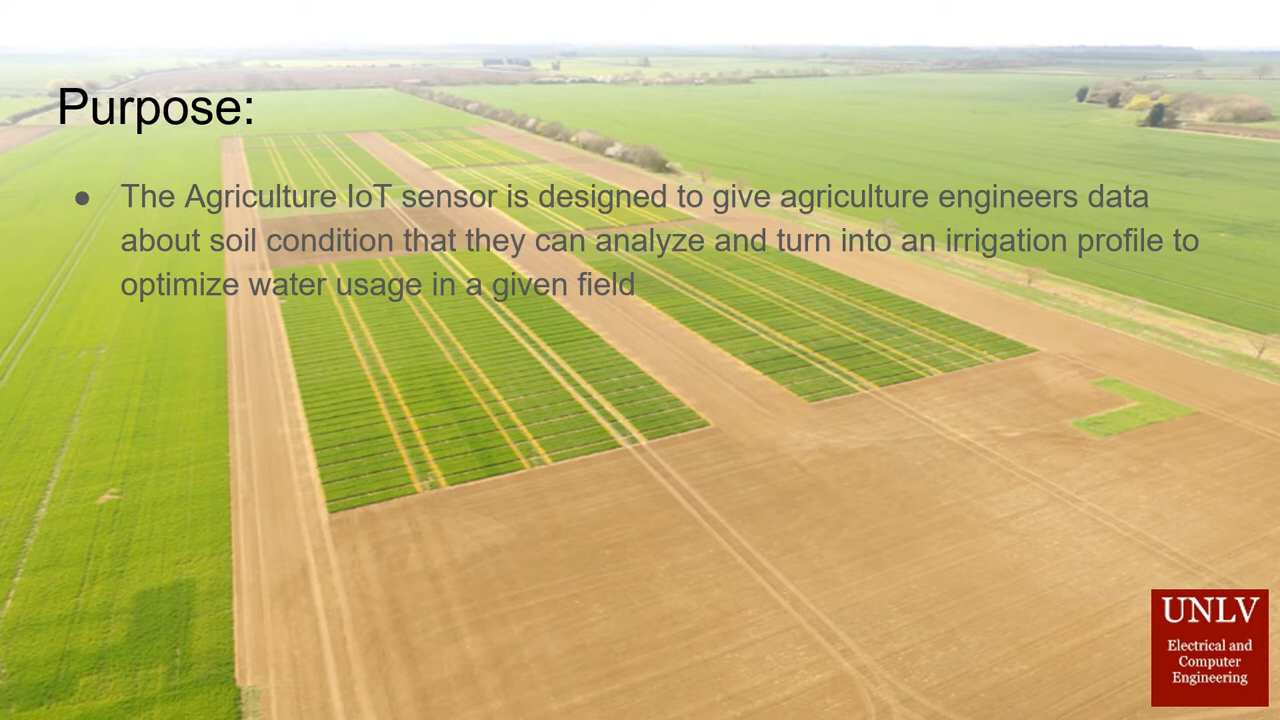 Purpose:
● The Agriculture IoT sensor is designed to give agriculture engineers data
about soil condition that they can analyze and turn into an irrigation profile to
optimize water usage in a given field
UNLV
Electrical and
Computer
Engineering